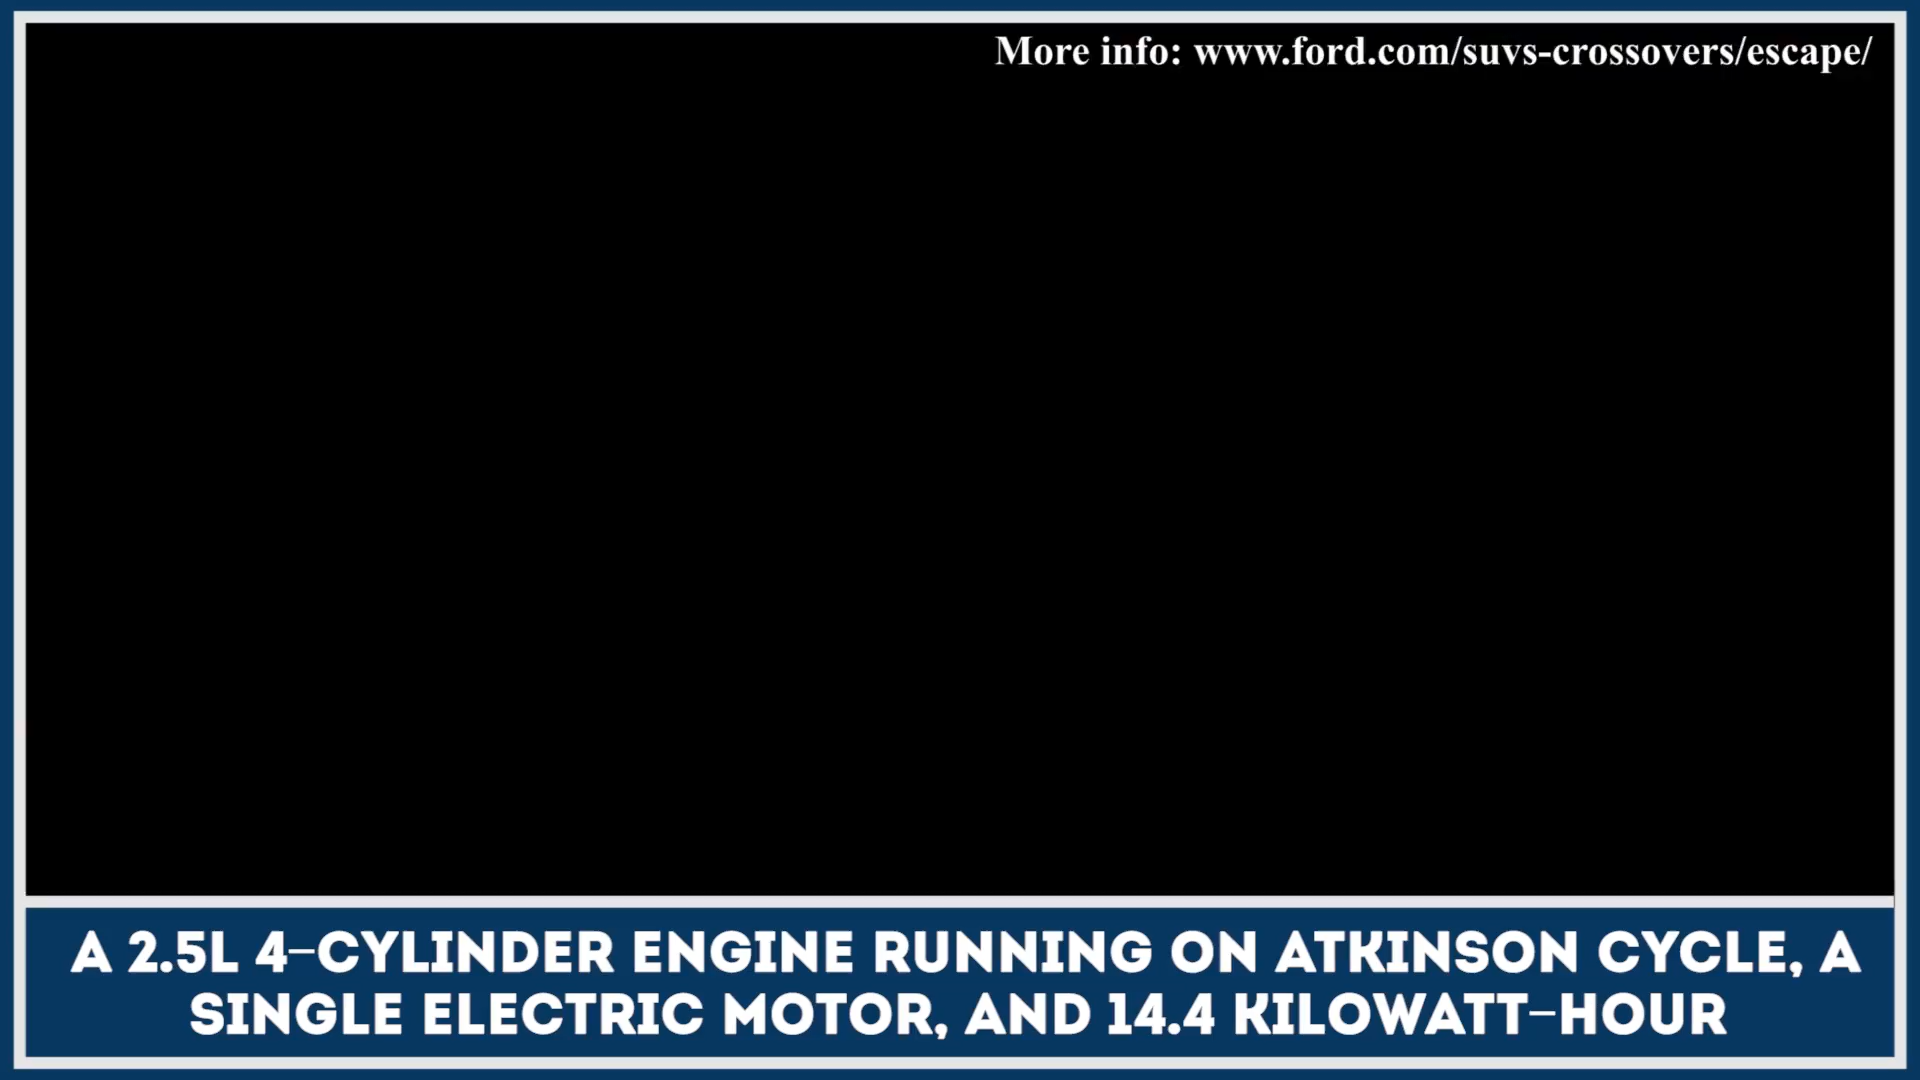 More info: www.ford.com/suvs-crossovers/escape/
A 2.5L 4-CYLINDER ENGINE RUNNING ON ATKINSON CYCLE, A
SINGLE ELECTRIC MOTOR, AND 14.4 KILOWATT-HOUR